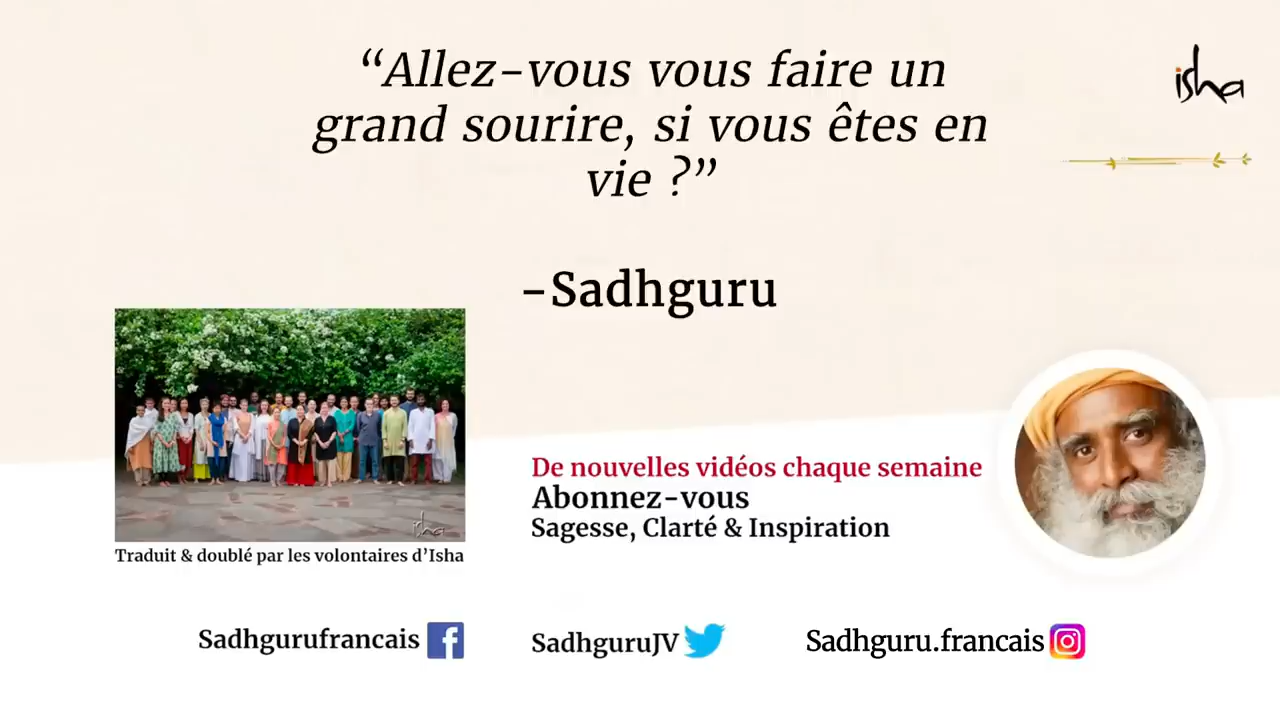 “Allez-vous vous faire un
grand sourire, si vous êtes en
vie ?”
-Sadhguru
isha
isha
Traduit & doublé par les volontaires d’Isha
De nouvelles vidéos chaque semaine
Abonnez-vous
Sagesse, Clarté & Inspiration
Sadhgurufrancais
SadhguruJV
Sadhguru.francais